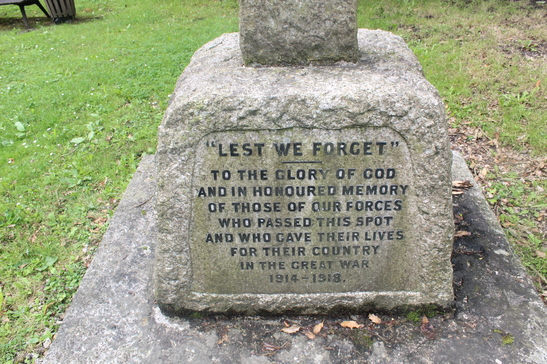 "LEST WE FORGET"
TO THE GLORY OF GOD
AND IN HONOURED MEMORY
OF THOSE OF OUR FORCES
WHO PASSED THIS SPOT
AND WHO GAVE THEIR LIVES
FOR THEIR COUNTRY
IN THE GREAT WAR
1914-1918.